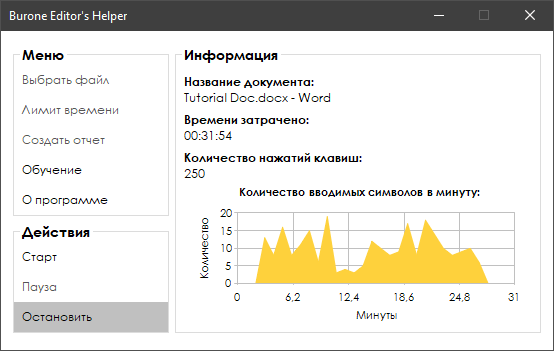 Burone Editor's Helper
Меню
Выбрать файл
Лимит времени
Создать отчет
Обучение
О программе
Действия
Старт
Пауза
Остановить
Информация
Название документа:
Tutorial Doc.docx - Word
Времени затрачено:
00:31:54
Количество нажатий клавиш:
250
Количество вводимых символов в минуту:
Количество
20
15
10
5
0
0 6,2 12,4 18,6 24,8 31
Минуты